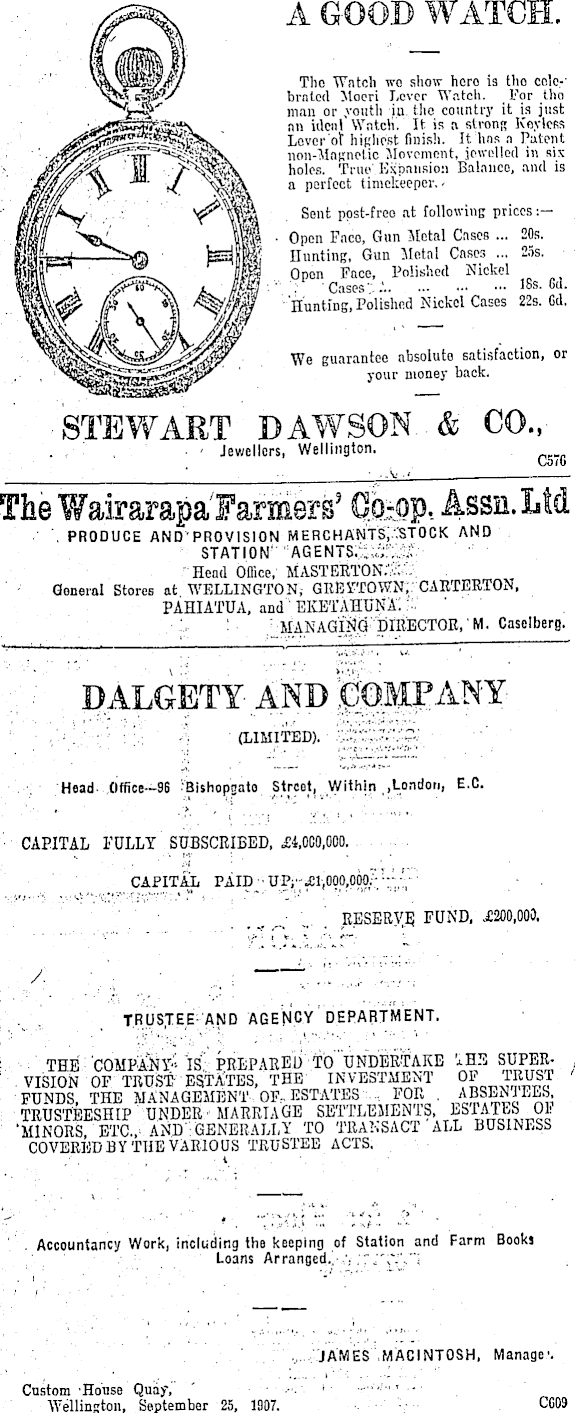 A GOOD WATCH.
The Watch we show here is the cele-
brated Moeri Lever Watch. For the
man or youth in the country it is just
an ideal Watch. It is a strong Keyless
Lever of highest finish. It has a Patent
non-Magnetic Movement, jewelled in six
holes. True Expansion Balance, and is
a perfect timekeeper.
Sent post-free at following prices:—
Open Face, Gun Metal Cases ... 20s.
Hunting, Gun Metal Cases ... 25s.
Open Face, Polished Nickel
Cases ... ... ... ... 18s. 6d.
Hunting, Polished Nickel Cases 22s. 6d.
We guarantee absolute satisfaction, or
your money back.
STEWART DAWSON & CO.,
Jewellers, Wellington.
C576
The Wairarapa Farmers' Co-op. Assn. Ltd
PRODUCE AND PROVISION MERCHANTS, STOCK AND
STATION AGENTS.
Head Office, MASTERTON.
General Stores at WELLINGTON, GREYTOWN, CARTERTON,
PAHIATUA, and EKETAHUNA.
MANAGING DIRECTOR, M. Caselberg.
DALGETY AND COMPANY
(LIMITED).
Head Office—96 Bishopgate Street, Within, London, E.C.
CAPITAL FULLY SUBSCRIBED, £4,000,000.
CAPITAL PAID UP, £1,000,000.
RESERVE FUND, £200,000.
TRUSTEE AND AGENCY DEPARTMENT.
THE COMPANY IS PREPARED TO UNDERTAKE THE SUPER-
VISION OF TRUST ESTATES, THE INVESTMENT OF TRUST
FUNDS, THE MANAGEMENT OF ESTATES FOR ABSENTEES,
TRUSTEESHIP UNDER MARRIAGE SETTLEMENTS, ESTATES OF
MINORS, ETC., AND GENERALLY TO TRANSACT ALL BUSINESS
COVERED BY THE VARIOUS TRUSTEE ACTS.
Accountancy Work, including the keeping of Station and Farm Books
Loans Arranged.
JAMES MACINTOSH, Manager.
Custom House Quay,
Wellington, September 25, 1907.
C609